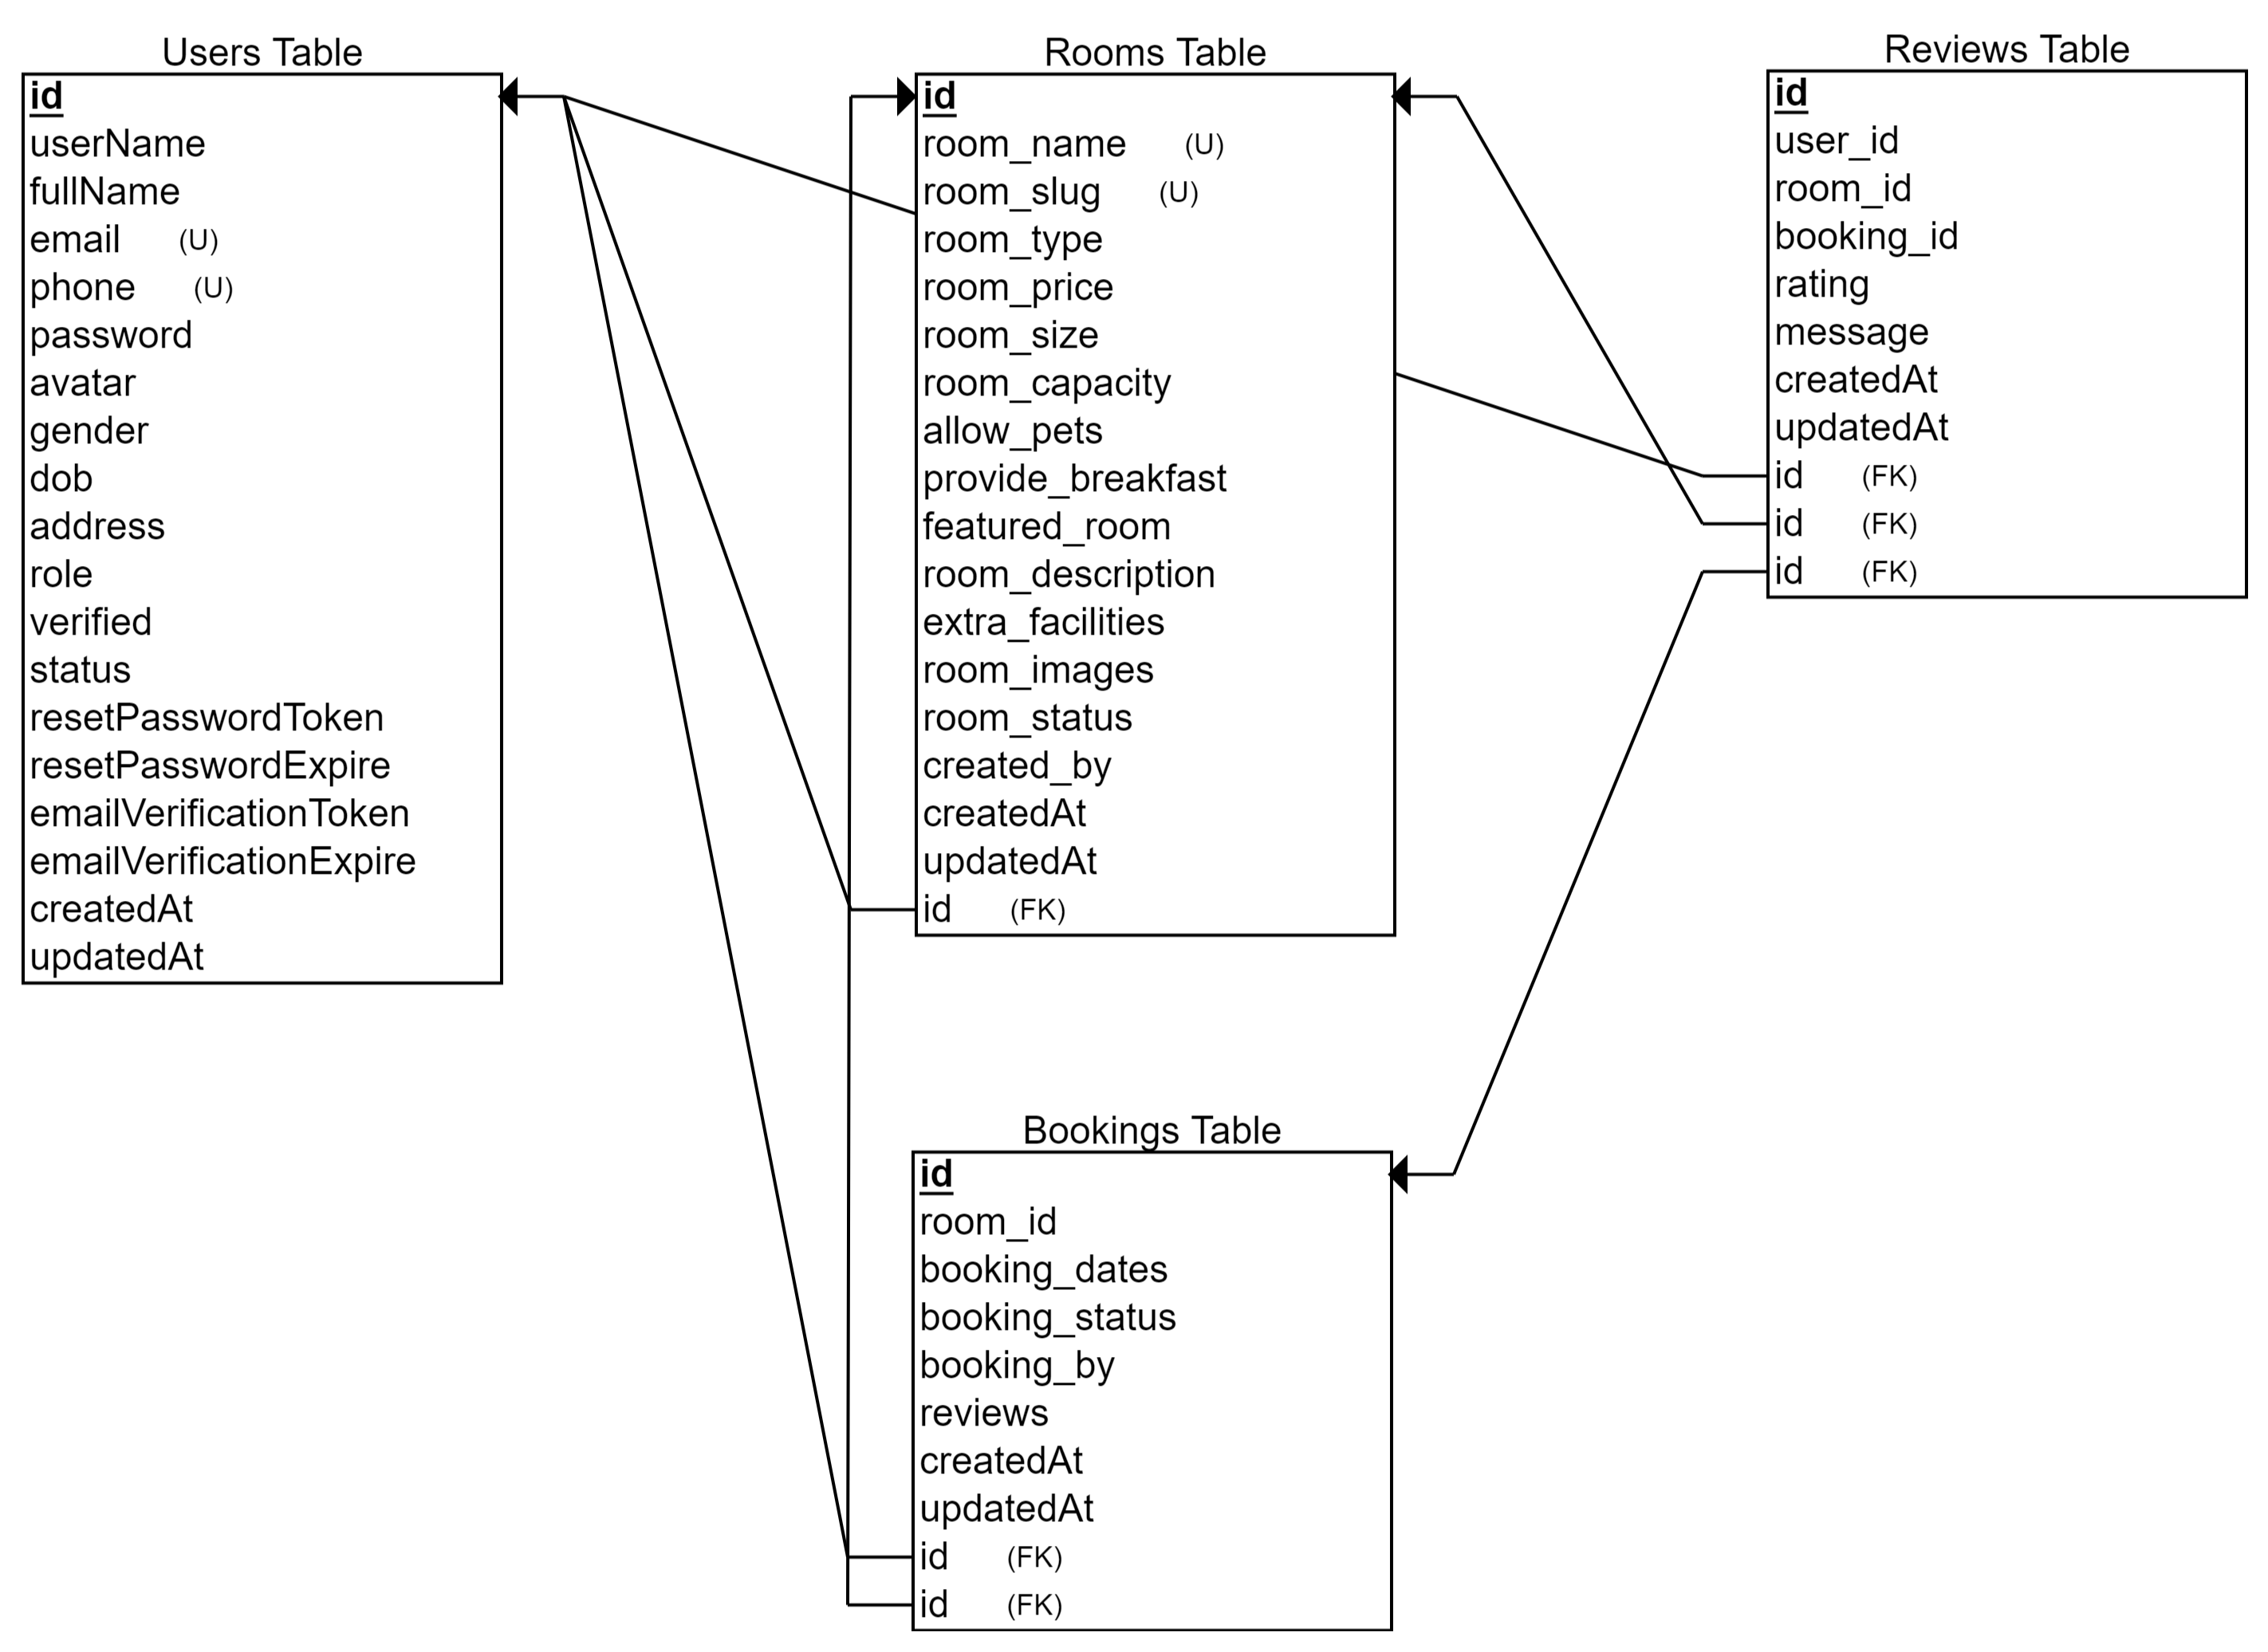 Users Table
id
userName
fullName
email (U)
phone (U)
password
avatar
gender
dob
address
role
verified
status
resetPasswordToken
resetPasswordExpire
emailVerificationToken
emailVerificationExpire
createdAt
updatedAt
Rooms Table
id
room_name (U)
room_slug (U)
room_type
room_price
room_size
room_capacity
allow_pets
provide_breakfast
featured_room
room_description
extra_facilities
room_images
room_status
created_by
createdAt
updatedAt
id (FK)
Reviews Table
id
user_id
room_id
booking_id
rating
message
createdAt
updatedAt
id (FK)
id (FK)
id (FK)
Bookings Table
id
room_id
booking_dates
booking_status
booking_by
reviews
createdAt
updatedAt
id (FK)
id (FK)